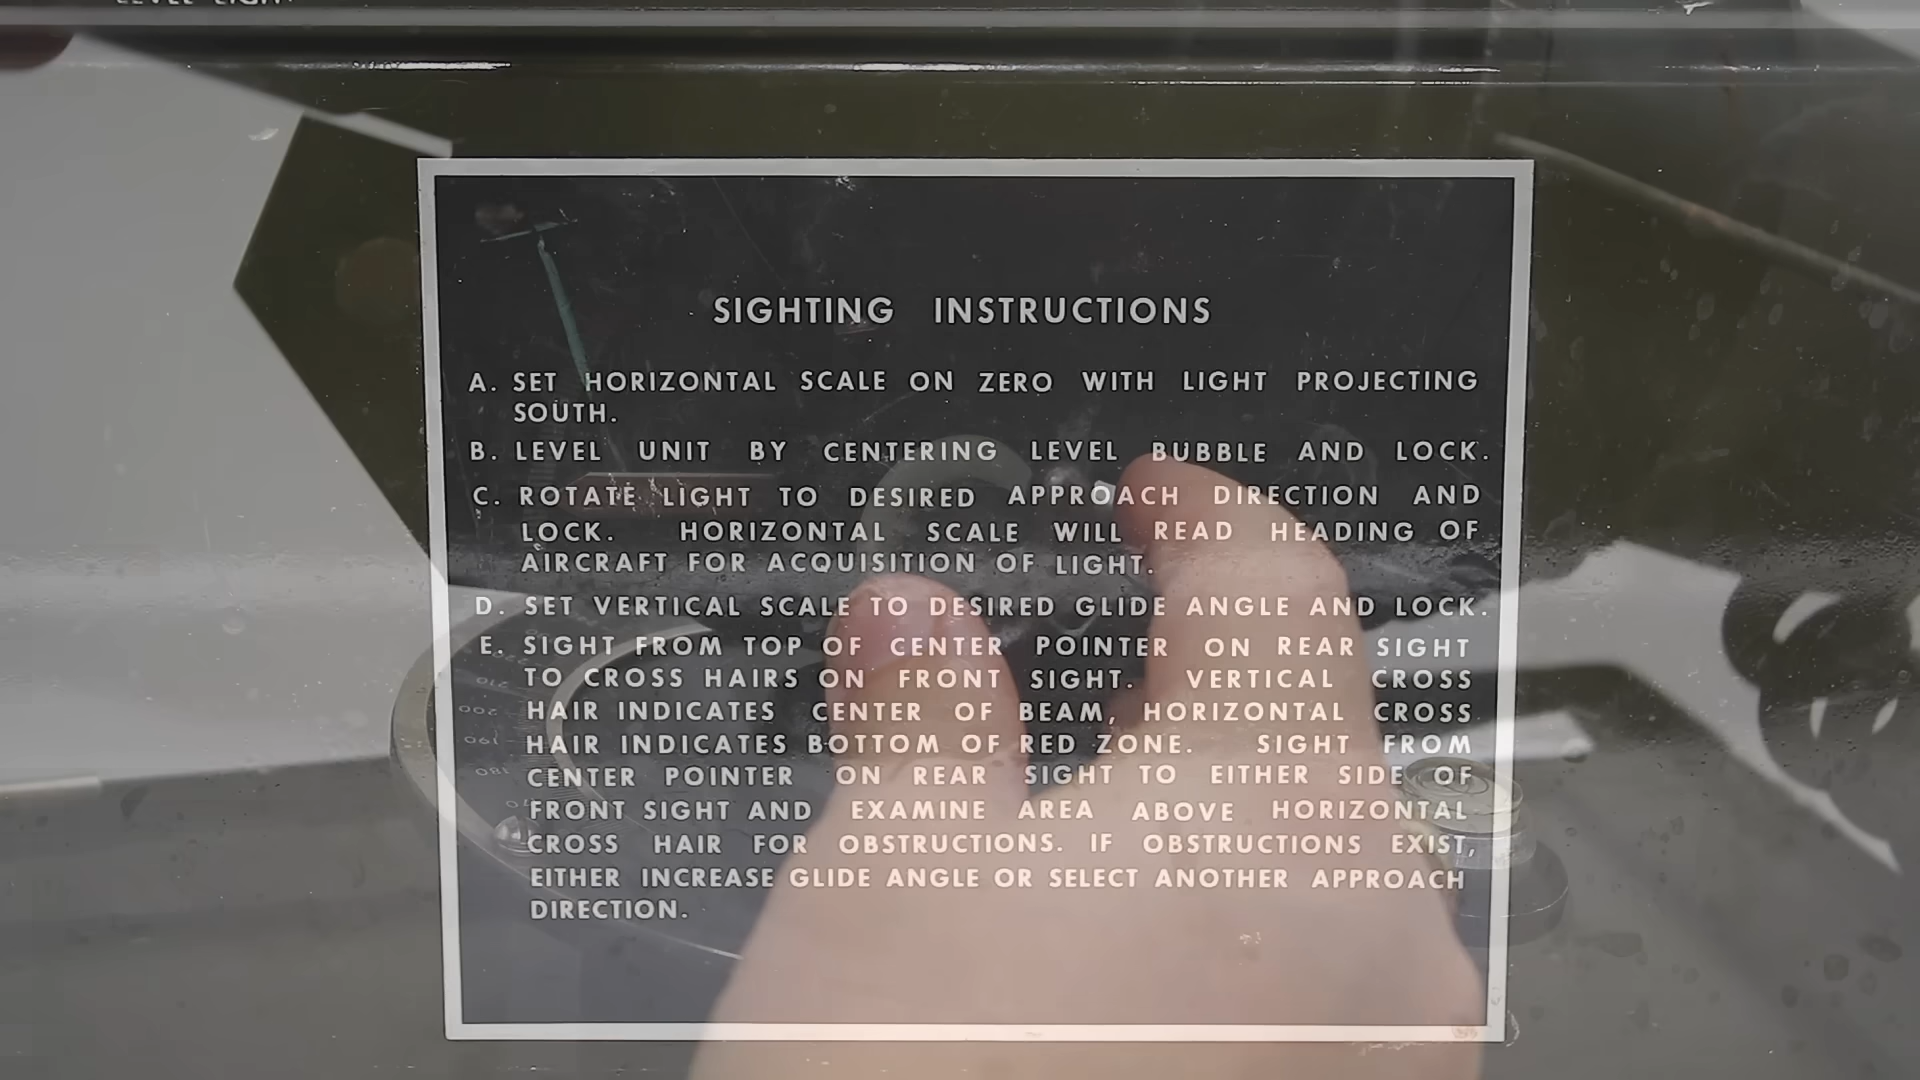 SIGHTING INSTRUCTIONS
A. SET HORIZONTAL SCALE ON ZERO WITH LIGHT PROJECTING
SOUTH.
B. LEVEL UNIT BY CENTERING LEVEL BUBBLE AND LOCK.
C. ROTATE LIGHT TO DESIRED APPROACH DIRECTION AND
LOCK. HORIZONTAL SCALE WILL READ HEADING OF
AIRCRAFT FOR ACQUISITION OF LIGHT.
D. SET VERTICAL SCALE TO DESIRED GLIDE ANGLE AND LOCK.
E. SIGHT FROM TOP OF CENTER POINTER ON REAR SIGHT
TO CROSS HAIRS ON FRONT SIGHT. VERTICAL CROSS
HAIR INDICATES CENTER OF BEAM, HORIZONTAL CROSS
HAIR INDICATES BOTTOM OF RED ZONE. SIGHT FROM
CENTER POINTER ON REAR SIGHT TO EITHER SIDE OF
FRONT SIGHT AND EXAMINE AREA ABOVE HORIZONTAL
CROSS HAIR FOR OBSTRUCTIONS. IF OBSTRUCTIONS EXIST,
EITHER INCREASE GLIDE ANGLE OR SELECT ANOTHER APPROACH
DIRECTION.